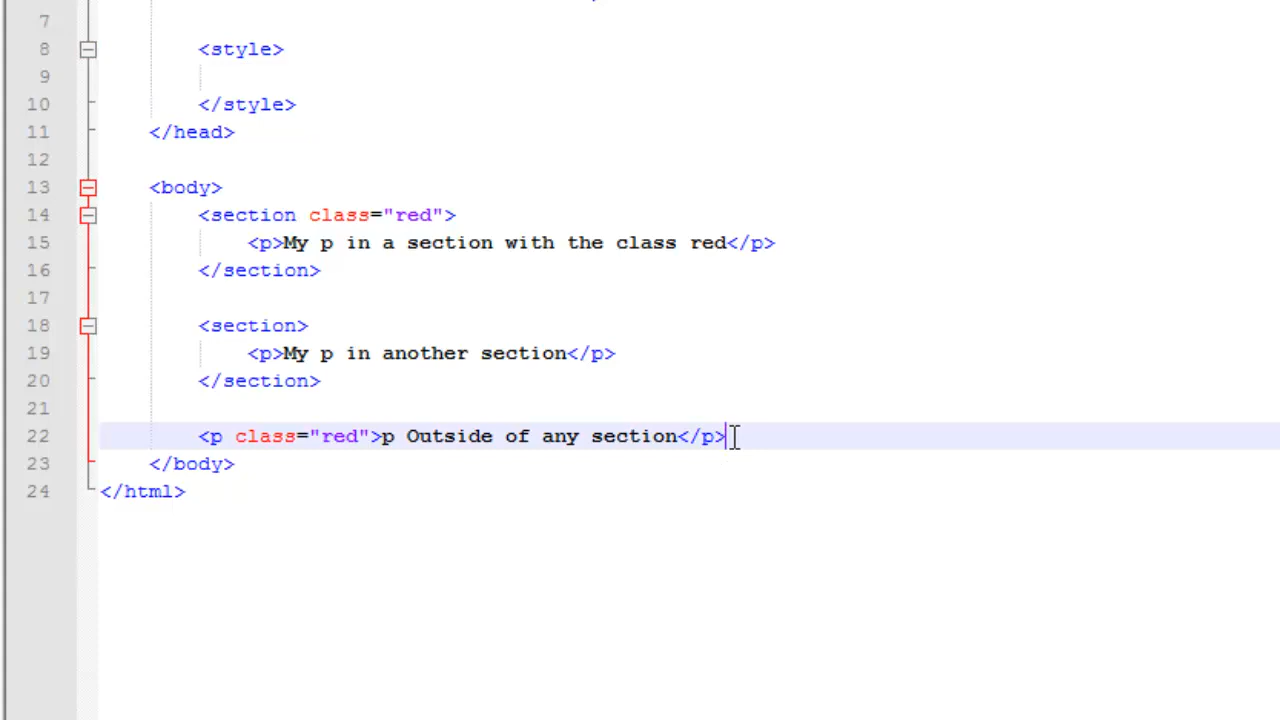 7
8 <style>
9
10 </style>
11 </head>
12
13 <body>
14 <section class="red">
15 <p>My p in a section with the class red</p>
16 </section>
17
18 <section>
19 <p>My p in another section</p>
20 </section>
21
22 <p class="red">p Outside of any section</p>
23 </body>
24 </html>